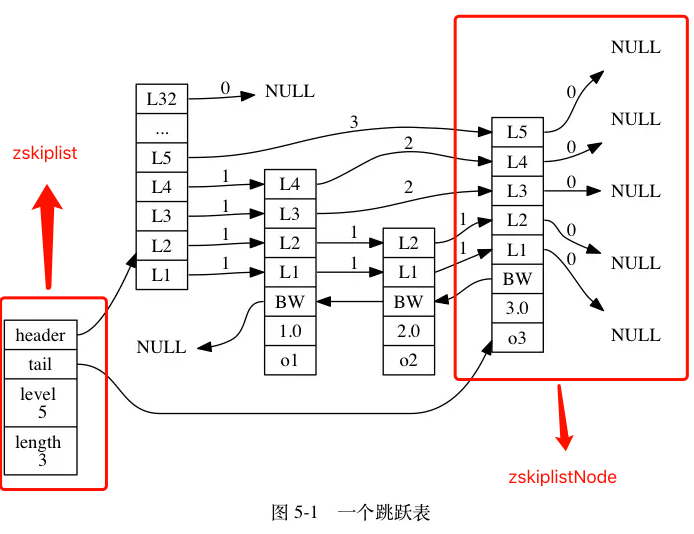 zskiplist
header
tail
level
5
length
3
L32
...
L5
L4
L3
L2
L1
0
NULL
3
1
1
1
1
L4
L3
L2
L1
BW
1.0
o1
NULL
2
2
1
1
L2
L1
BW
2.0
o2
1
1
L5
L4
L3
L2
L1
BW
3.0
o3
0
NULL
0
NULL
0
NULL
0
NULL
0
NULL
zskiplistNode
图 5-1 一个跳跃表